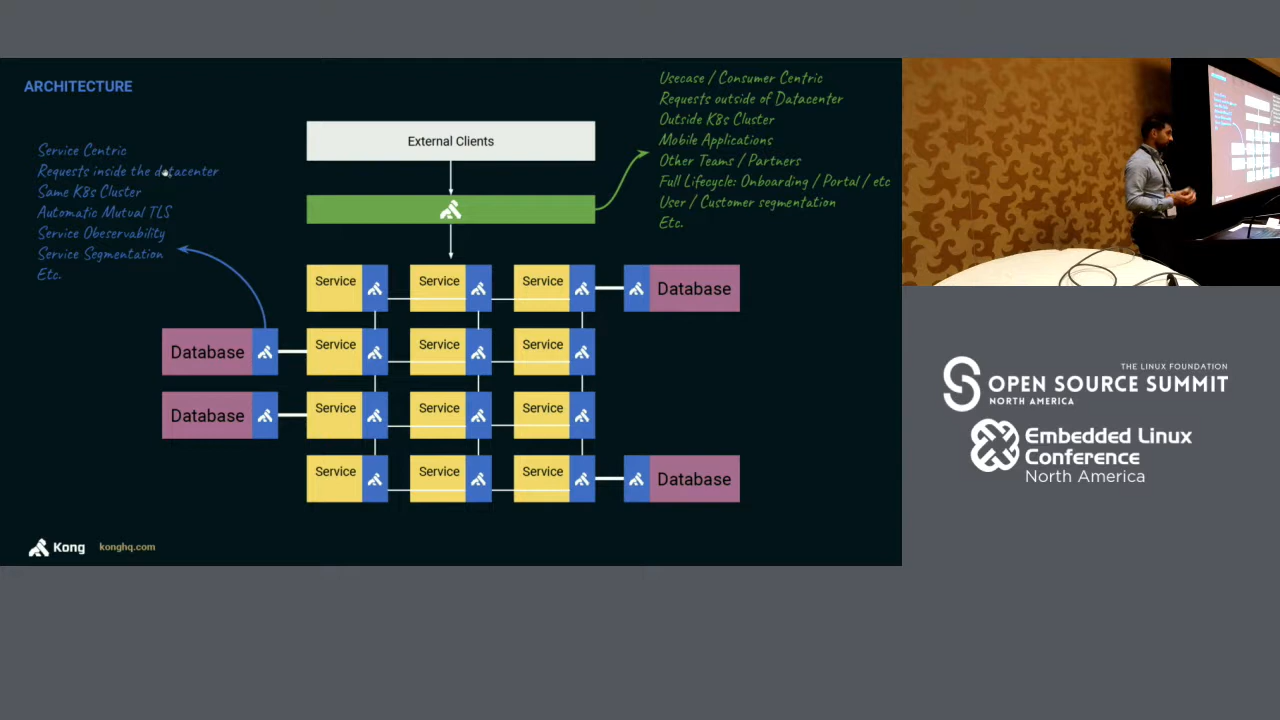 ARCHITECTURE
Service Centric
Requests inside the datacenter
Same K8s Cluster
Automatic Mutual TLS
Service Obeservability
Service Segmentation
Etc.
External Clients
Usecase / Consumer Centric
Requests outside of Datacenter
Outside K8s Cluster
Mobile Applications
Other Teams / Partners
Full Lifecycle: Onboarding / Portal / etc
User / Customer segmentation
Etc.
Service Service Service Database
Database Service Service Service
Database Service Service Service
Service Service Service Database
Kong konghq.com
THE LINUX FOUNDATION
OPEN SOURCE SUMMIT
NORTH AMERICA
Embedded Linux
Conference
North America